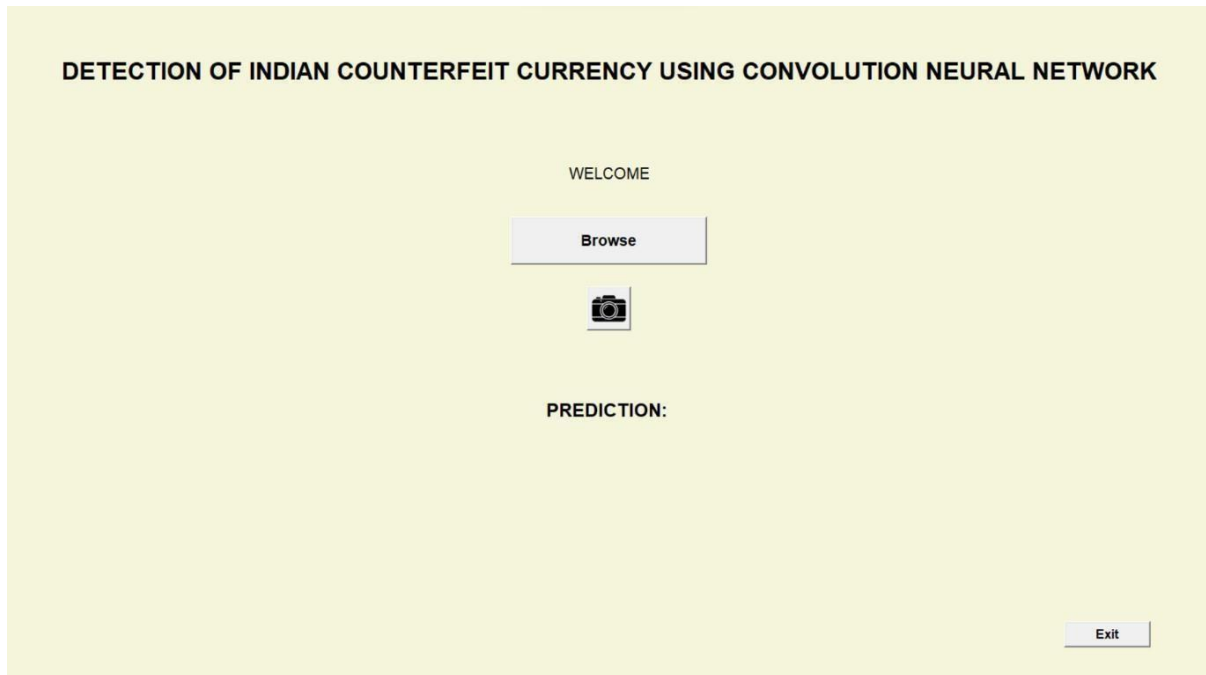 DETECTION OF INDIAN COUNTERFEIT CURRENCY USING CONVOLUTION NEURAL NETWORK
WELCOME
Browse
PREDICTION:
Exit